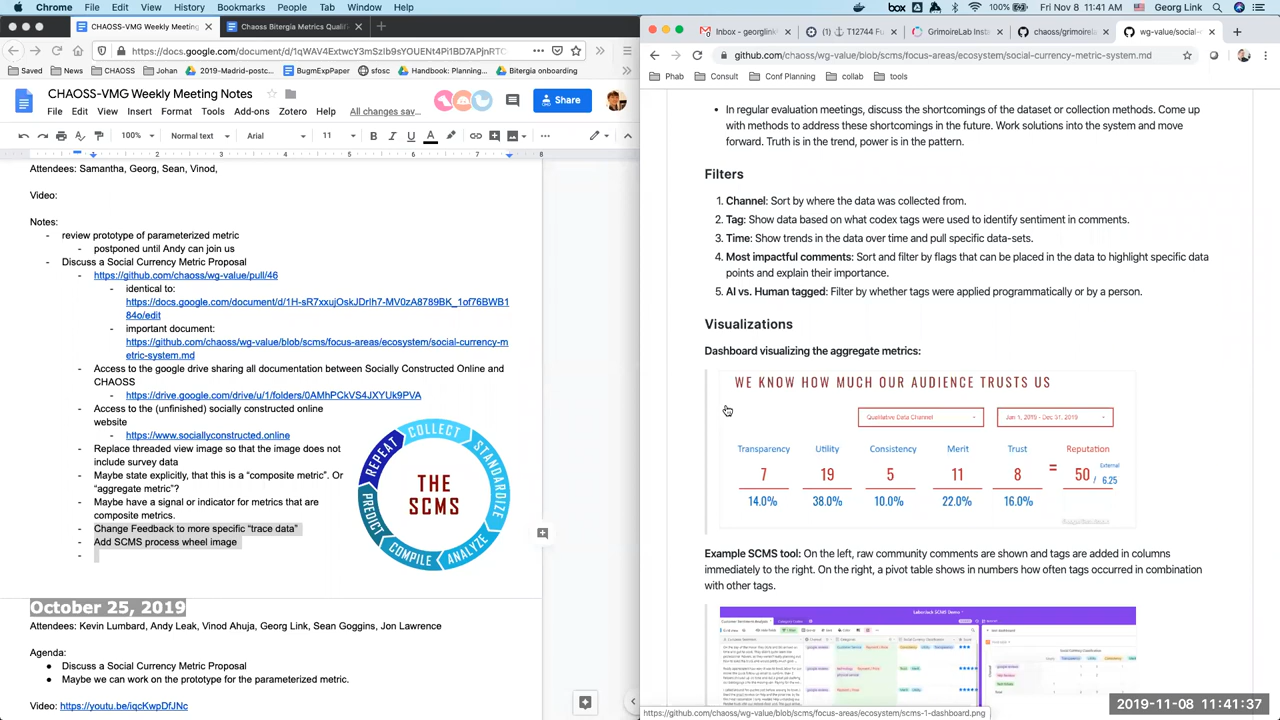 Firefox File Edit View History Bookmarks Tools Window Help
100% Fri Nov 8 11:41 AM Georg Link
CHAOSS-VMG Weekly Meeting Notes
Chaoss Bitergia Metrics Qualif
https://docs.google.com/document/d/1qWAV4ExtwcY3mSzIb9sYOUENt4Pi1BD7APjnRTC
Saved News CHAOSS Johan 2019-Madrid-postc... BugmExpPaper sfosc Handbook: Planning... Bitergia onboarding
CHAOSS-VMG Weekly Meeting Notes
File Edit View Insert Format Tools Add-ons Zotero Help All changes sav...
Share
100% Normal text Arial 11 B I U A
2 3 4 5 6 7 8
Attendees: Samantha, Georg, Sean, Vinod,
Video:
Notes:
- review prototype of parameterized metric
- postponed until Andy can join us
- Discuss a Social Currency Metric Proposal
- https://github.com/chaoss/wg-value/pull/46
- identical to:
https://docs.google.com/document/d/1H-sR7xxujOskJDrIh7-MV0zA8789BK_1of76BWB1
84o/edit
- important document:
https://github.com/chaoss/wg-value/blob/scms/focus-areas/ecosystem/social-currency-m
etric-system.md
- Access to the google drive sharing all documentation between Socially Constructed Online and
CHAOSS
- https://drive.google.com/drive/u/1/folders/0AMhPCkVS4JXYUk9PVA
- Access to the (unfinished) socially constructed online
website
- https://www.sociallyconstructed.online
- Replace threaded view image so that the image does not
include survey data
- Maybe state explicitly, that this is a “composite metric”. Or
“aggregate metric”?
- Maybe have a signal or indicator for metrics that are
composite metrics.
- Change Feedback to more specific “trace data”
- Add SCMS process wheel image
-
COLLECT
STANDARDIZE
ANALYZE
COMPILE
PREDICT
REPEAT
THE
SCMS
October 25, 2019
Attendees: Kevin Lumbard, Andy Leak, Vinod Ahuja, Georg Link, Sean Goggins, Jon Lawrence
Agenda:
- Discuss a Social Currency Metric Proposal
we can work on the prototype for the parameterized metric.
Video: https://youtu.be/iqcKwpDfJNc
Inbox - georglink (1) T12744 Fu GrimoireLab Inst chaoss/grimoirela wg-value/social-
github.com/chaoss/wg-value/blob/scms/focus-areas/ecosystem/social-currency-metric-system.md
Phab Consult Conf Planning collab tools
• In regular evaluation meetings, discuss the shortcomings of the dataset or collection methods. Come up
with methods to address these shortcomings in the future. Work solutions into the system and move
forward. Truth is in the trend, power is in the pattern.
Filters
1. Channel: Sort by where the data was collected from.
2. Tag: Show data based on what codex tags were used to identify sentiment in comments.
3. Time: Show trends in the data over time and pull specific data-sets.
4. Most impactful comments: Sort and filter by flags that can be placed in the data to highlight specific data
points and explain their importance.
5. AI vs. Human tagged: Filter by whether tags were applied programmatically or by a person.
Visualizations
Dashboard visualizing the aggregate metrics:
WE KNOW HOW MUCH OUR AUDIENCE TRUSTS US
Qualitative Data Channel
Jan 1, 2015 - Dec 31, 2019
Transparency Utility Consistency Merit Trust Reputation
7 19 5 11 8 = 50 / External 6.25
14.0% 38.0% 10.0% 22.0% 16.0%
Example SCMS tool: On the left, raw community comments are shown and tags are added in columns
immediately to the right. On the right, a pivot table shows in numbers how often tags occurred in combination
with other tags.
https://github.com/chaoss/wg-value/blob/scms/focus-areas/ecosystem/scms-1-dashboard.png
2019-11-08 11:41:37